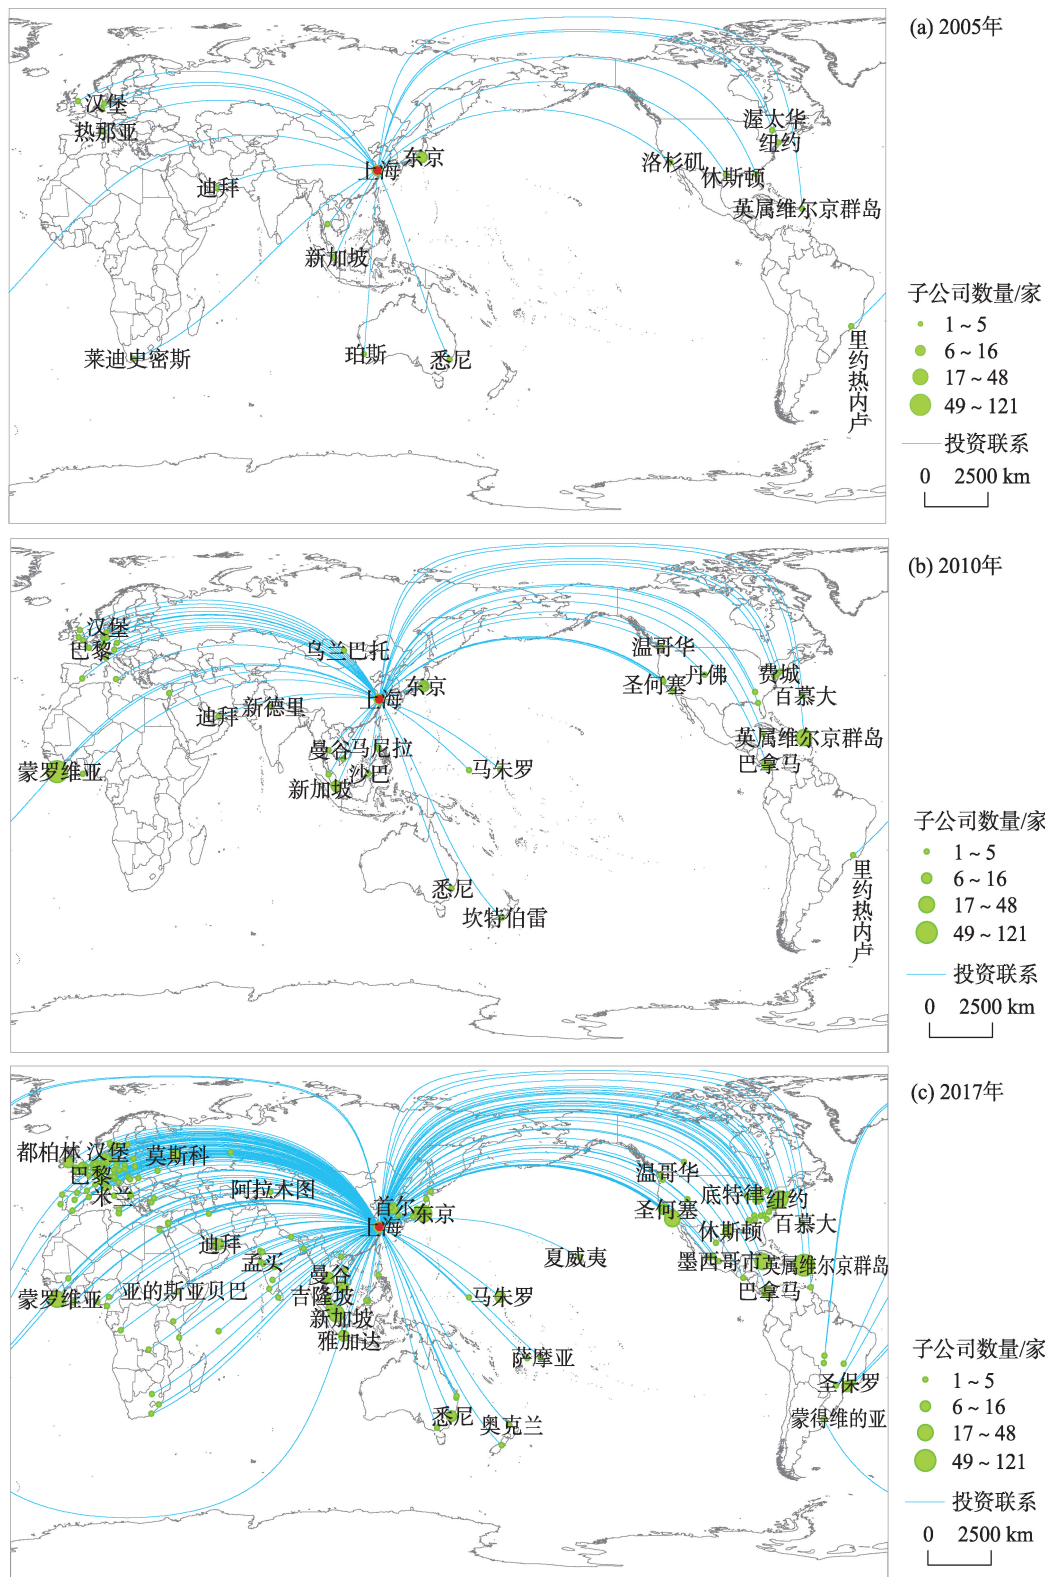 (a) 2005年
汉堡
热那亚
迪拜
上海
东京
新加坡
莱迪史密斯
珀斯
悉尼
渥太华
纽约
洛杉矶
休斯顿
英属维尔京群岛
里约热内卢
子公司数量/家
1~5
6~16
17~48
49~121
投资联系
0 2500 km
(b) 2010年
汉堡
巴黎
乌兰巴托
上海
东京
迪拜
新德里
蒙罗维亚
曼谷
马尼拉
沙巴
新加坡
马朱罗
悉尼
坎特伯雷
温哥华
圣何塞
丹佛
费城
百慕大
英属维尔京群岛
巴拿马
里约热内卢
子公司数量/家
1~5
6~16
17~48
49~121
投资联系
0 2500 km
(c) 2017年
都柏林
汉堡
莫斯科
巴黎
米兰
阿拉木图
首尔
东京
上海
迪拜
孟买
夏威夷
曼谷
亚的斯亚贝巴
蒙罗维亚
吉隆坡
新加坡
雅加达
马朱罗
萨摩亚
悉尼
奥克兰
温哥华
底特律
纽约
圣何塞
休斯顿
百慕大
墨西哥市
英属维尔京群岛
巴拿马
圣保罗
蒙得维的亚
子公司数量/家
1~5
6~16
17~48
49~121
投资联系
0 2500 km